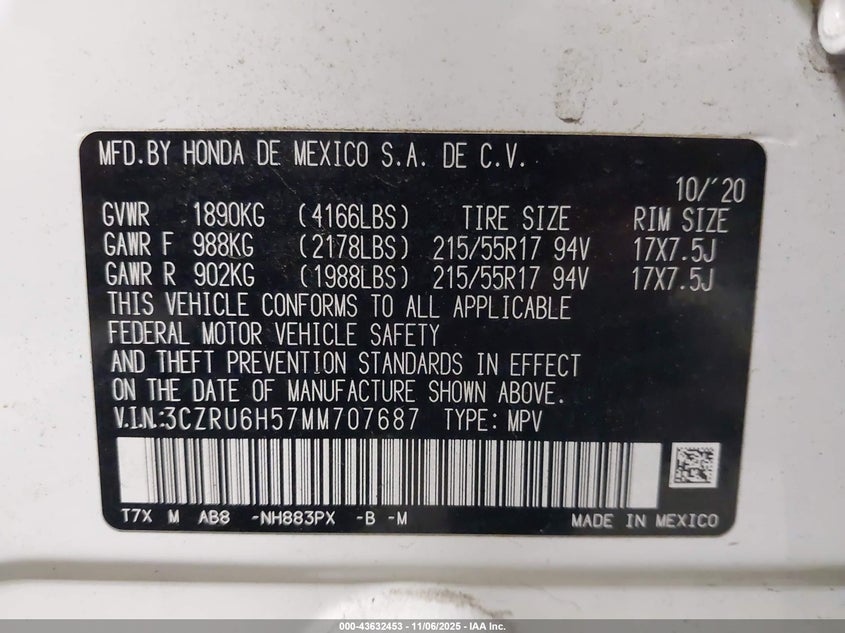 MFD.BY HONDA DE MEXICO S.A. DE C.V.
10/'20
GVWR 1890KG (4166LBS) TIRE SIZE RIM SIZE
GAWR F 988KG (2178LBS) 215/55R17 94V 17X7.5J
GAWR R 902KG (1988LBS) 215/55R17 94V 17X7.5J
THIS VEHICLE CONFORMS TO ALL APPLICABLE
FEDERAL MOTOR VEHICLE SAFETY
AND THEFT PREVENTION STANDARDS IN EFFECT
ON THE DATE OF MANUFACTURE SHOWN ABOVE.
V.I.N.:3CZRU6H57MM707687 TYPE: MPV
T7X M AB8 -NH883PX -B -M MADE IN MEXICO
000-43632453 - 11/06/2025 - IAA Inc.